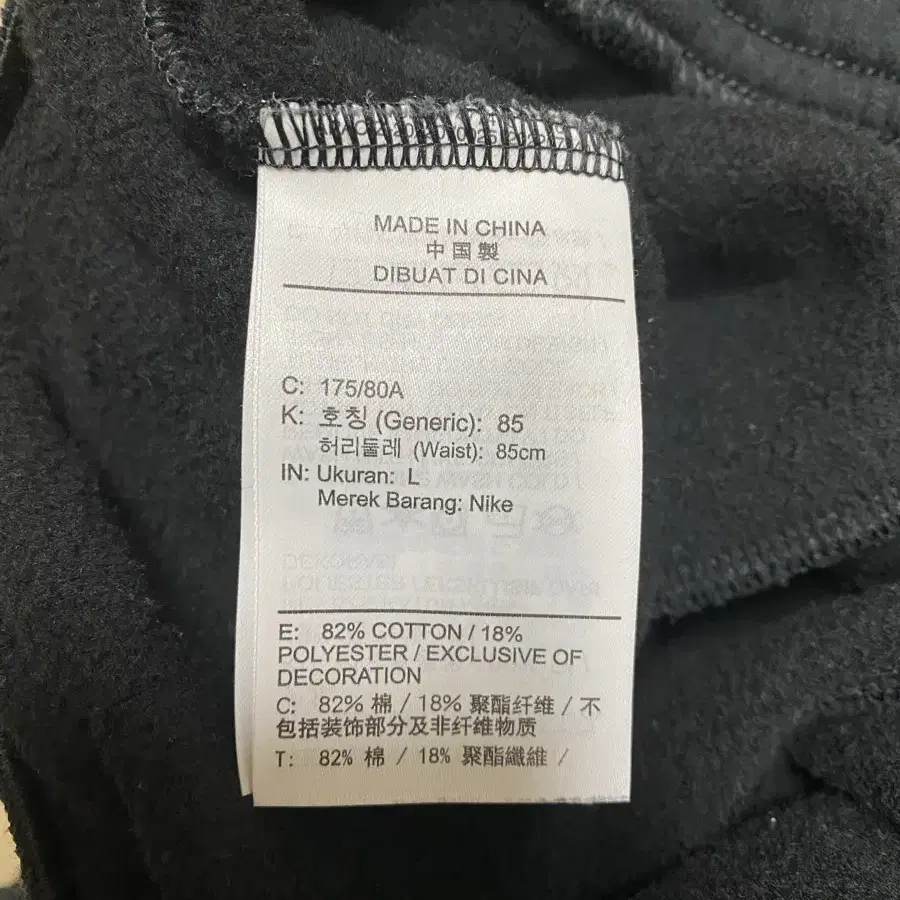 MADE IN CHINA
中国製
DIBUAT DI CINA
C: 175/80A
K: 호칭 (Generic): 85
허리둘레 (Waist): 85cm
IN: Ukuran: L
Merek Barang: Nike
E: 82% COTTON / 18%
POLYESTER / EXCLUSIVE OF
DECORATION
C: 82% 棉 / 18% 聚酯纤维 / 不
包括装饰部分及非纤维物质
T: 82% 棉 / 18% 聚酯纖維 /